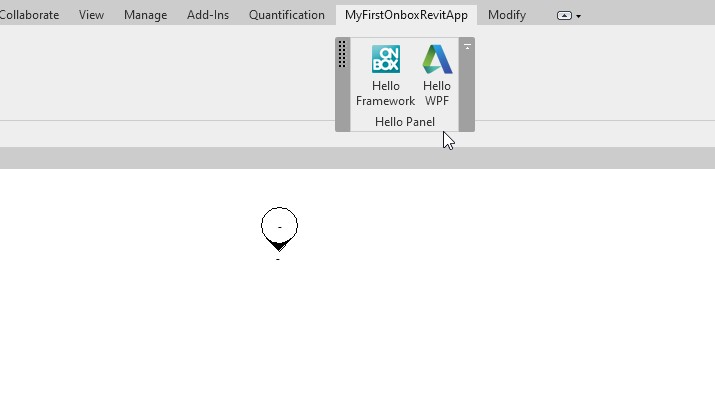 Collaborate View Manage Add-Ins Quantification MyFirstOnboxRevitApp Modify
ON
BOX
Hello Framework
Hello WPF
Hello Panel
-
-